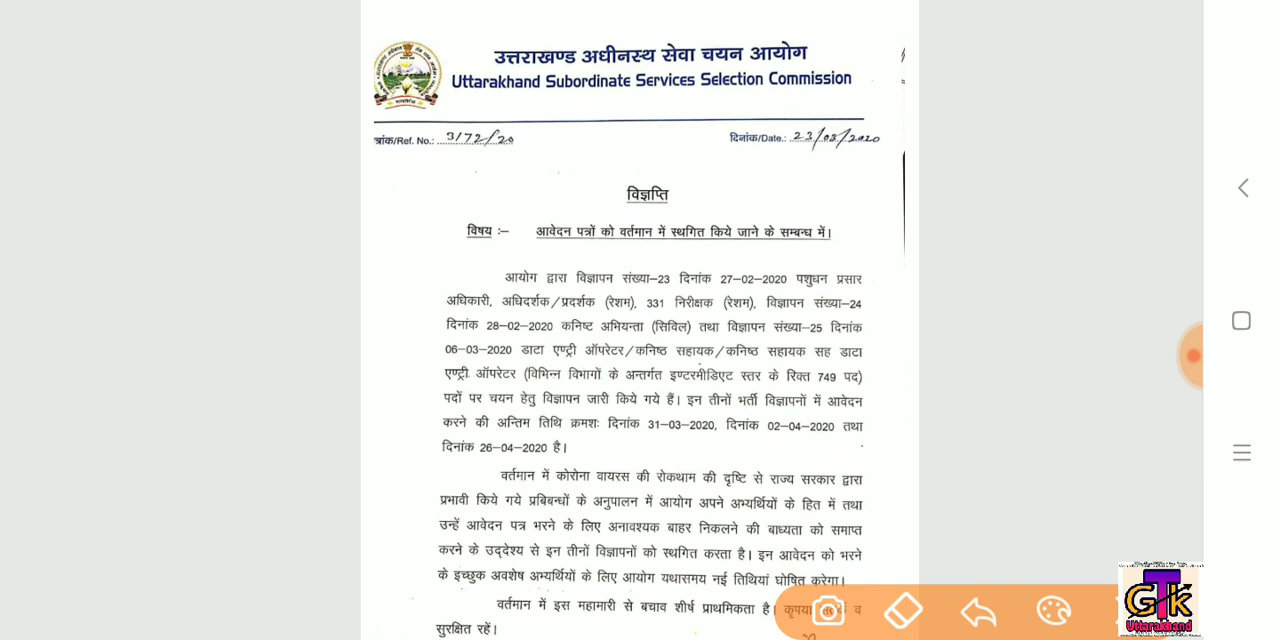 उत्तराखण्ड अधीनस्थ सेवा चयन आयोग
Uttarakhand Subordinate Services Selection Commission
त्रांक/Ref. No.: 3172/20 दिनांक/Date.: 23/03/2020
विज्ञप्ति
विषय :– आवेदन पत्रों को वर्तमान में स्थगित किये जाने के सम्बन्ध में।
आयोग द्वारा विज्ञापन संख्या–23 दिनांक 27–02–2020 पशुधन प्रसार
अधिकारी, अधिदर्शक/प्रदर्शक (रेशम), 331 निरीक्षक (रेशम), विज्ञापन संख्या–24
दिनांक 28–02–2020 कनिष्ट अभियन्ता (सिविल) तथा विज्ञापन संख्या–25 दिनांक
06–03–2020 डाटा एण्ट्री ऑपरेटर/कनिष्ठ सहायक/कनिष्ठ सहायक सह डाटा
एण्ट्री ऑपरेटर (विभिन्न विभागों के अन्तर्गत इण्टरमीडिएट स्तर के रिक्त 749 पद)
पदों पर चयन हेतु विज्ञापन जारी किये गये हैं। इन तीनों भर्ती विज्ञापनों में आवेदन
करने की अन्तिम तिथि क्रमशः दिनांक 31–03–2020, दिनांक 02–04–2020 तथा
दिनांक 26–04–2020 है।
वर्तमान में कोरोना वायरस की रोकथाम की दृष्टि से राज्य सरकार द्वारा
प्रभावी किये गये प्रबिबन्धों के अनुपालन में आयोग अपने अभ्यर्थियों के हित में तथा
उन्हें आवेदन पत्र भरने के लिए अनावश्यक बाहर निकलने की बाध्यता को समाप्त
करने के उद्देश्य से इन तीनों विज्ञापनों को स्थगित करता है। इन आवेदन को भरने
के इच्छुक अवशेष अभ्यर्थियों के लिए आयोग यथासमय नई तिथियां घोषित करेगा।
वर्तमान में इस महामारी से बचाव शीर्ष प्राथमिकता है। कृपया व
सुरक्षित रहें।
GTK
Uttarakhand